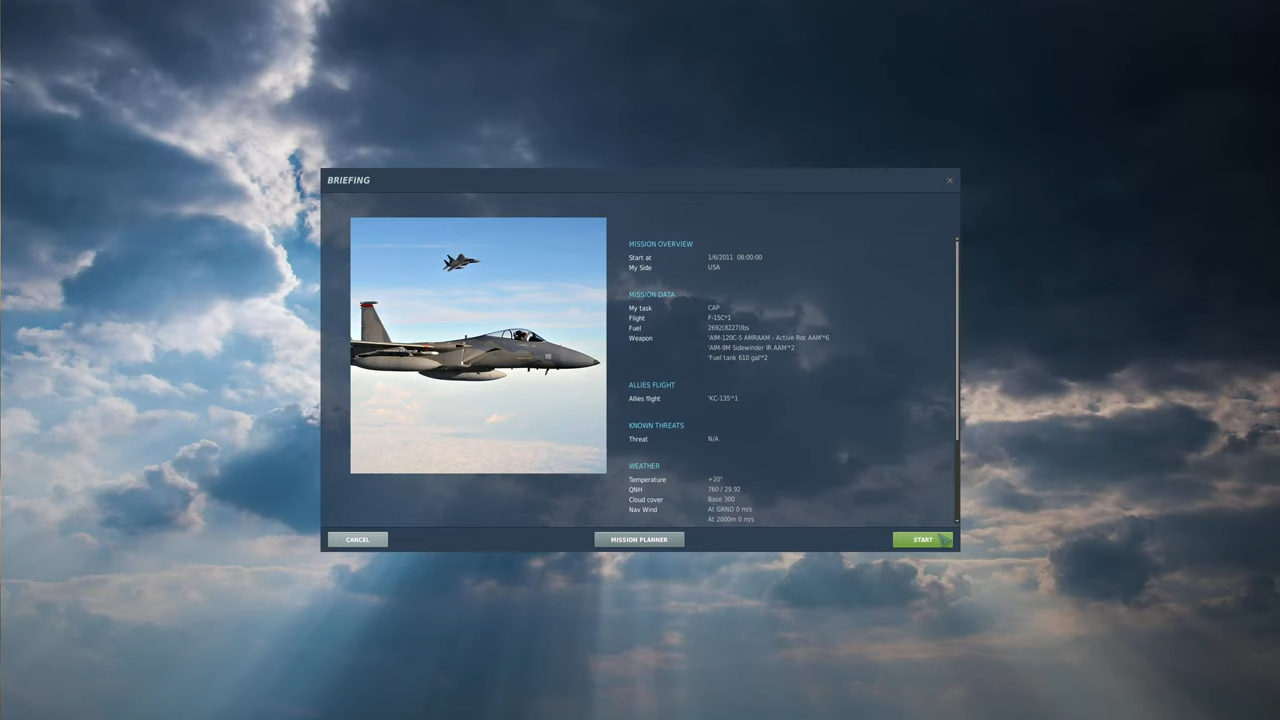 BRIEFING
MISSION OVERVIEW
Start at 1/6/2011 08:00:00
My Side USA
MISSION DATA
My task CAP
Flight F-15C*1
Fuel 2692(8227)lbs
Weapon 'AIM-120C-5 AMRAAM - Active Rdr AAM'*6
'AIM-9M Sidewinder IR AAM'*2
'Fuel tank 610 gal'*2
ALLIES FLIGHT
Allies flight 'KC-135'*1
KNOWN THREATS
Threat N/A
WEATHER
Temperature +20°
QNH 760 / 29.92
Cloud cover Base 300
Nav Wind At GRND 0 m/s
At 2000m 0 m/s
CANCEL MISSION PLANNER START